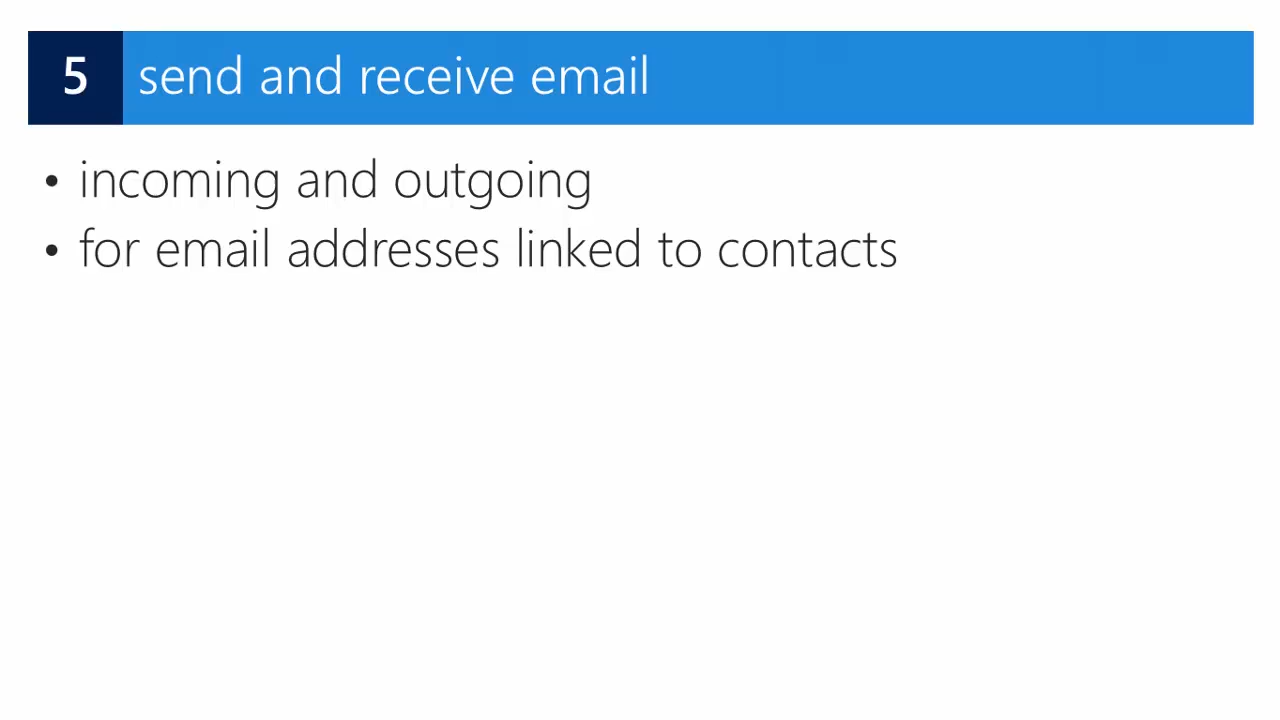 5 send and receive email
• incoming and outgoing
• for email addresses linked to contacts